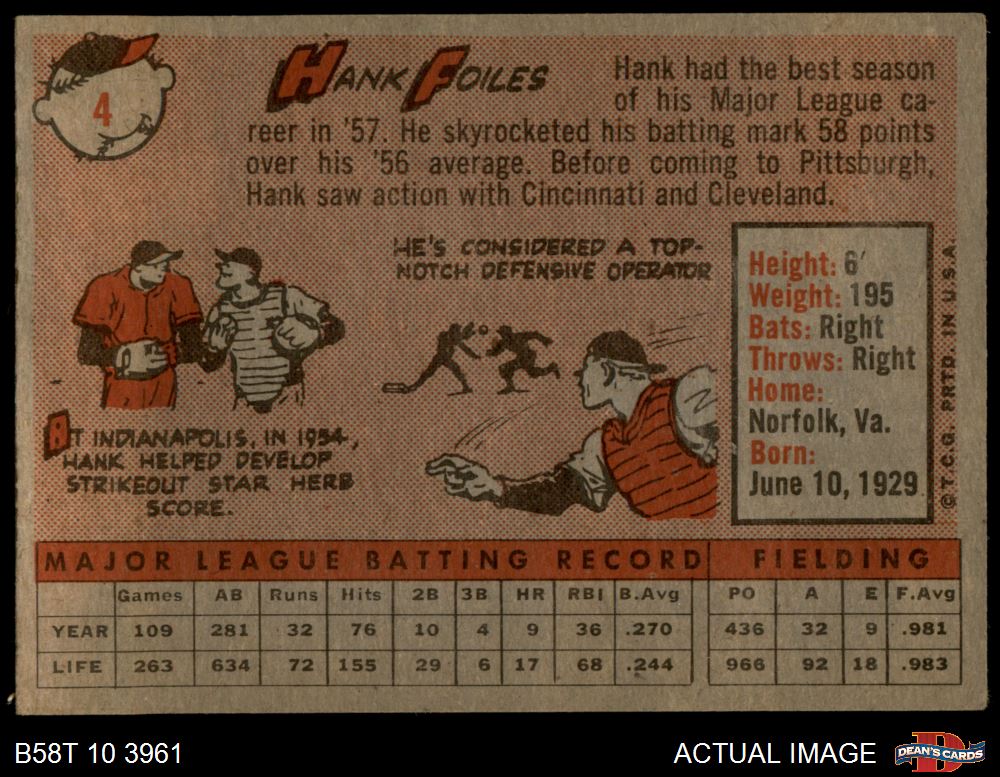 4
HANK FOILES
Hank had the best season
of his Major League ca-
reer in '57. He skyrocketed his batting mark 58 points
over his '56 average. Before coming to Pittsburgh,
Hank saw action with Cincinnati and Cleveland.
HE'S CONSIDERED A TOP-
NOTCH DEFENSIVE OPERATOR
AT INDIANAPOLIS, IN 1954,
HANK HELPED DEVELOP
STRIKEOUT STAR HERB
SCORE.
Height: 6'
Weight: 195
Bats: Right
Throws: Right
Home:
Norfolk, Va.
Born:
June 10, 1929
© T.C.G. PRTD. IN U.S.A.
MAJOR LEAGUE BATTING RECORD FIELDING
Games AB Runs Hits 2B 3B HR RBI B.Avg PO A E F.Avg
YEAR 109 281 32 76 10 4 9 36 .270 436 32 9 .981
LIFE 263 634 72 155 29 6 17 68 .244 966 92 18 .983
B58T 10 3961
ACTUAL IMAGE
D
DEAN'S CARDS